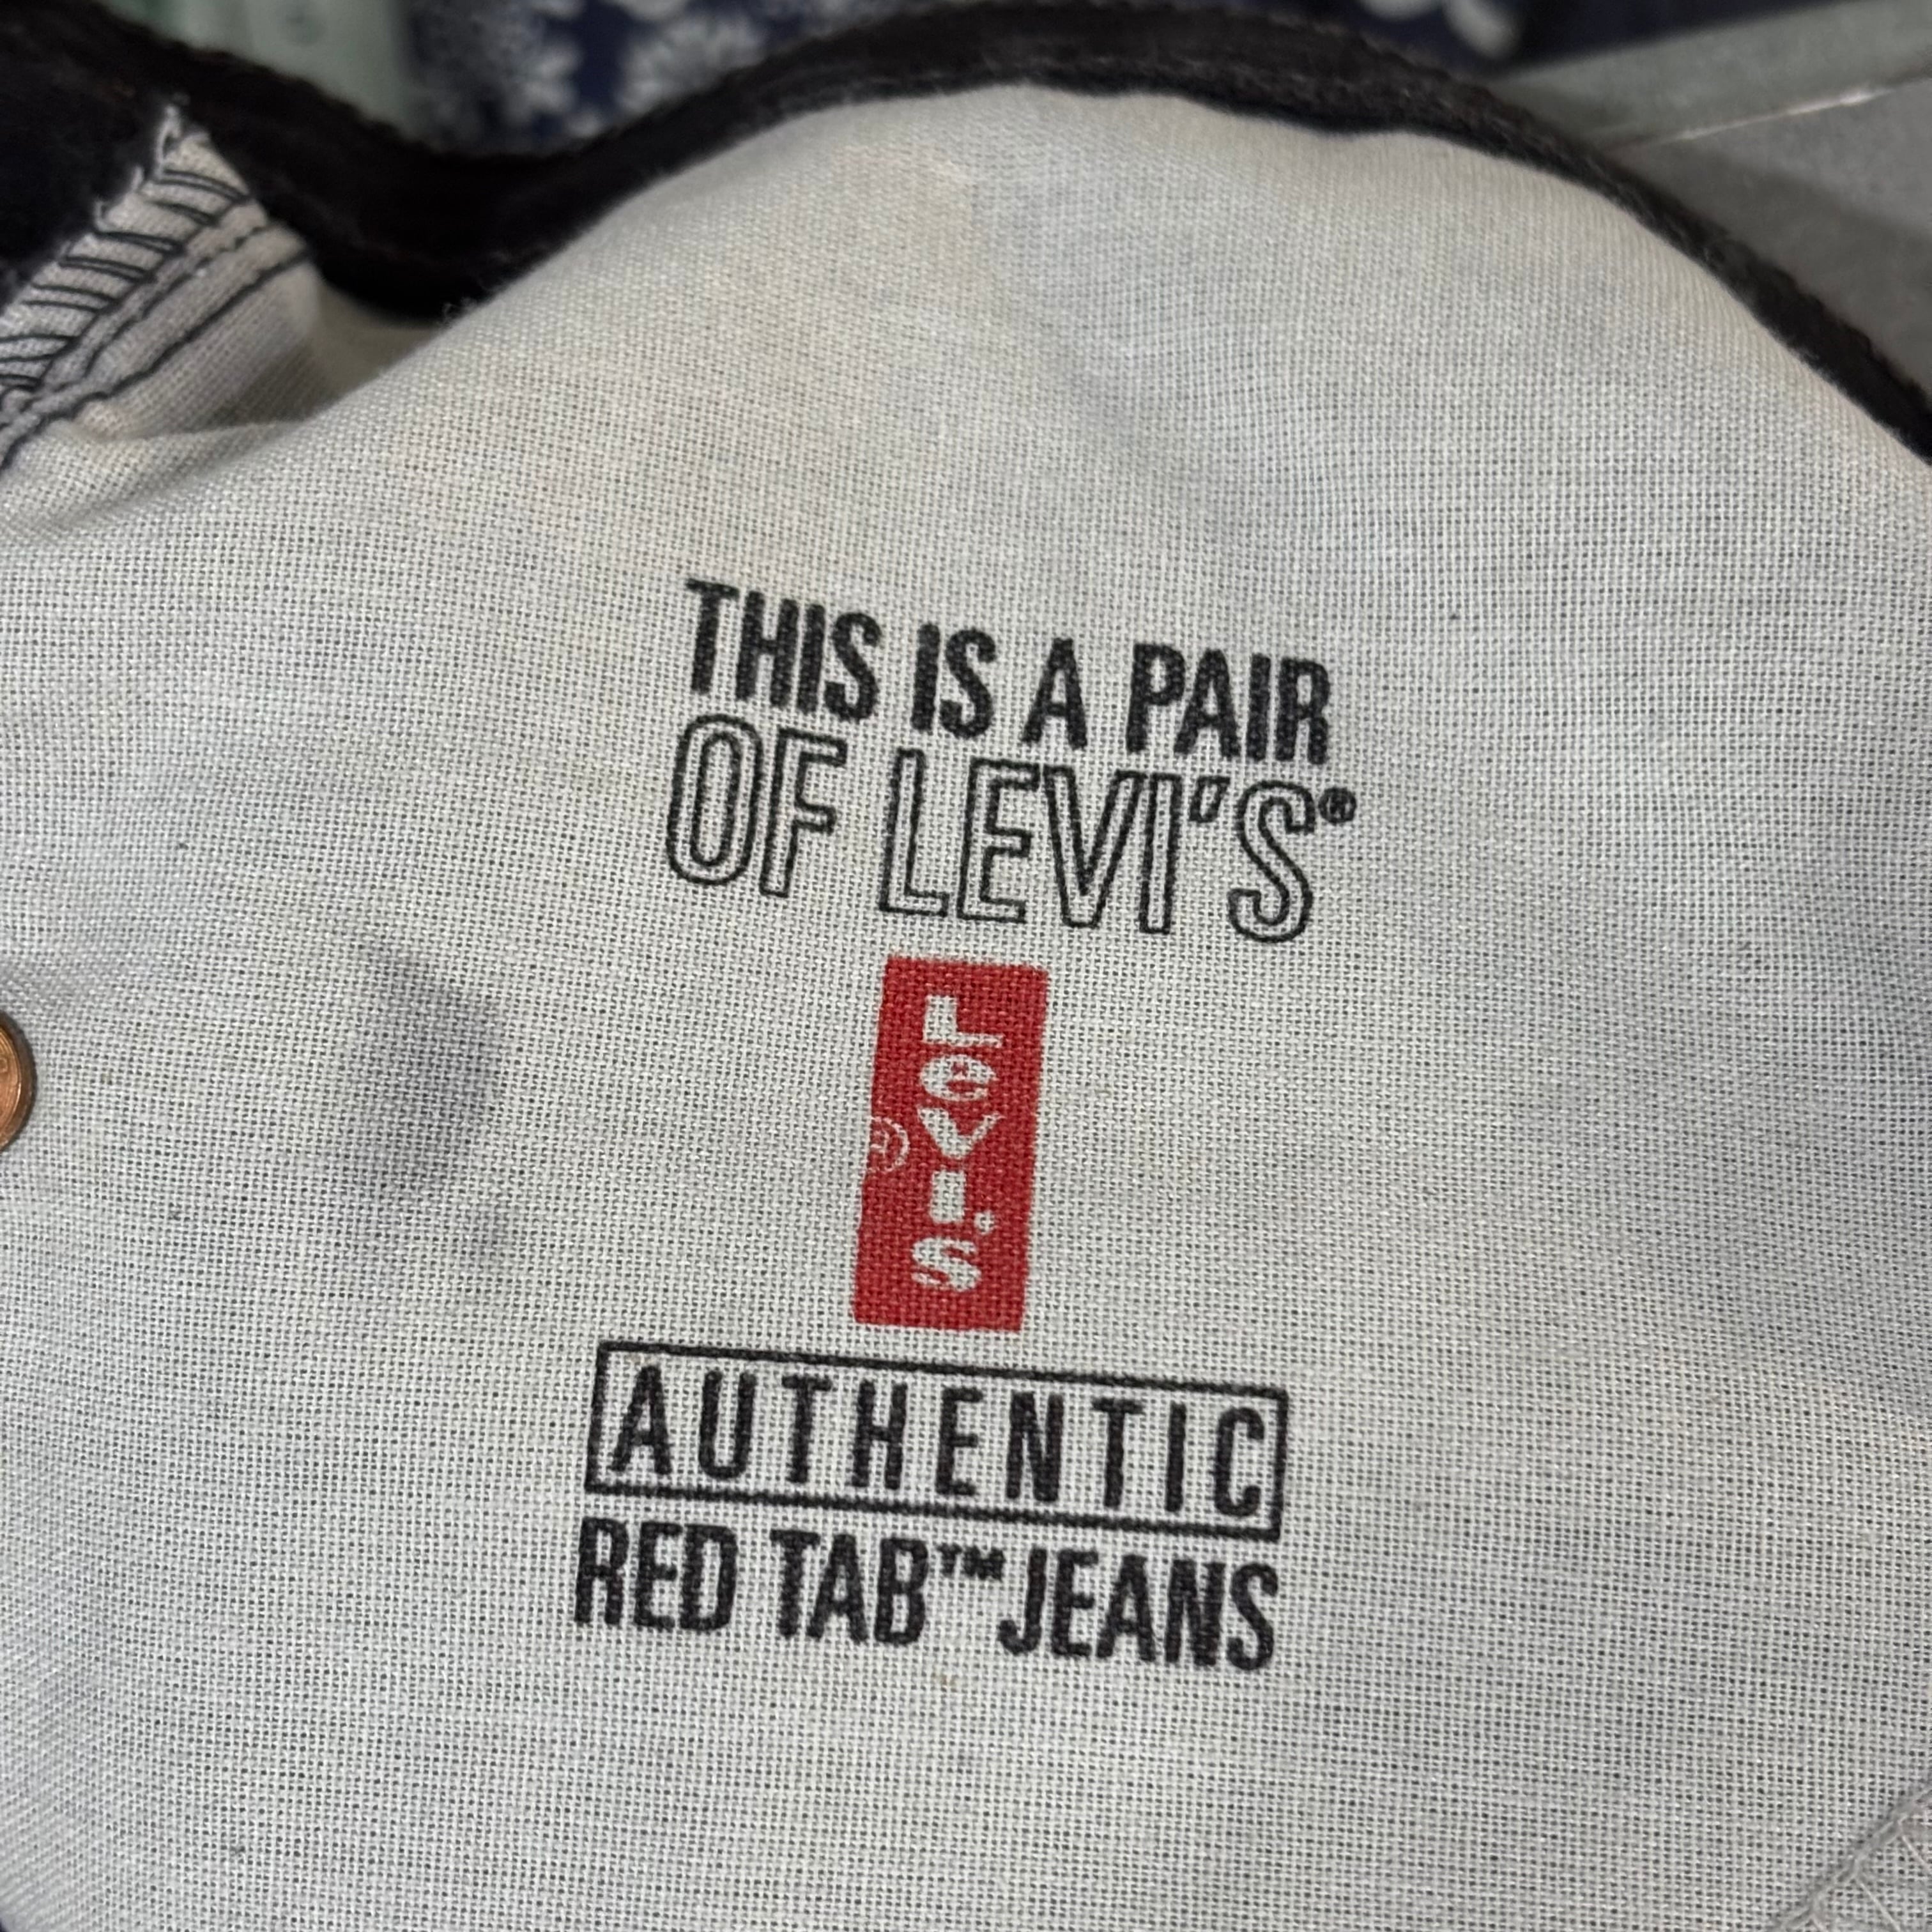 THIS IS A PAIR
OF LEVI'S®
LeVI'S
®
AUTHENTIC
RED TAB™ JEANS